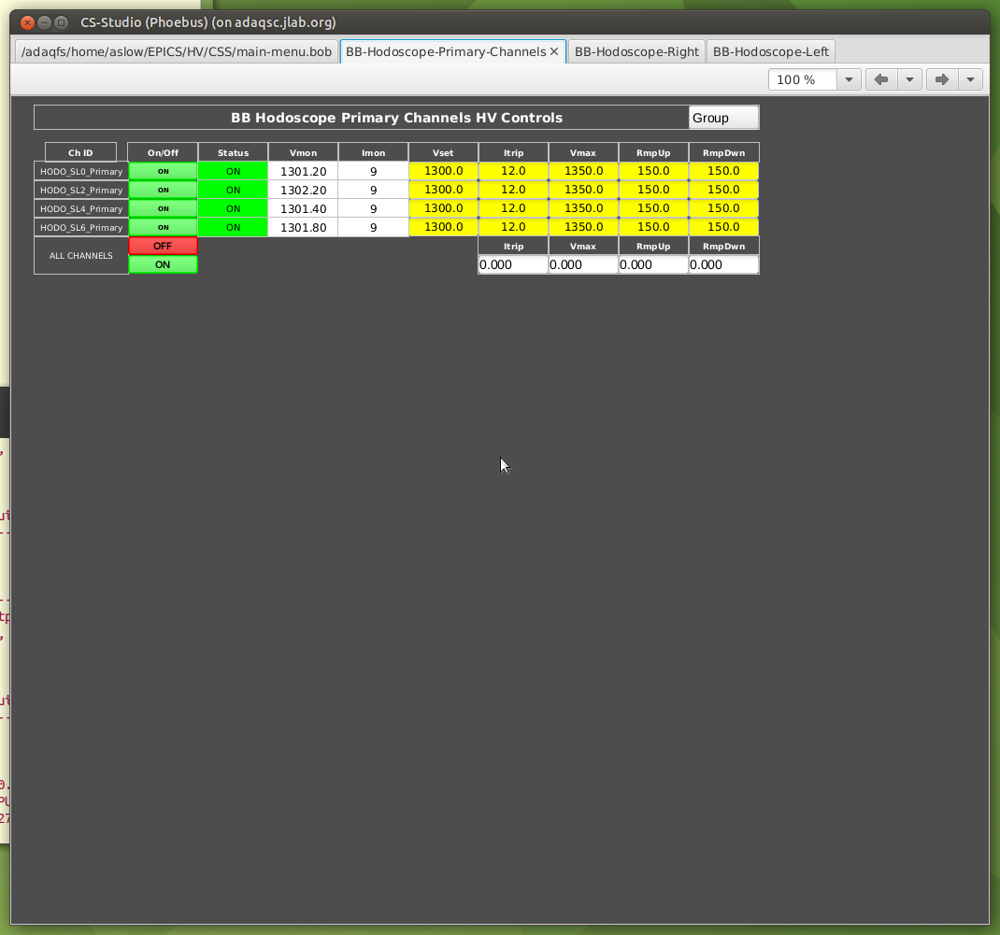 CS-Studio (Phoebus) (on adaqsc.jlab.org)
/adaqfs/home/aslow/EPICS/HV/CSS/main-menu.bob BB-Hodoscope-Primary-Channels BB-Hodoscope-Right BB-Hodoscope-Left
100 %
BB Hodoscope Primary Channels HV Controls Group
Ch ID On/Off Status Vmon Imon Vset Itrip Vmax RmpUp RmpDwn
HODO_SL0_Primary ON ON 1301.20 9 1300.0 12.0 1350.0 150.0 150.0
HODO_SL2_Primary ON ON 1302.20 9 1300.0 12.0 1350.0 150.0 150.0
HODO_SL4_Primary ON ON 1301.40 9 1300.0 12.0 1350.0 150.0 150.0
HODO_SL6_Primary ON ON 1301.80 9 1300.0 12.0 1350.0 150.0 150.0
ALL CHANNELS OFF Itrip Vmax RmpUp RmpDwn
ON 0.000 0.000 0.000 0.000